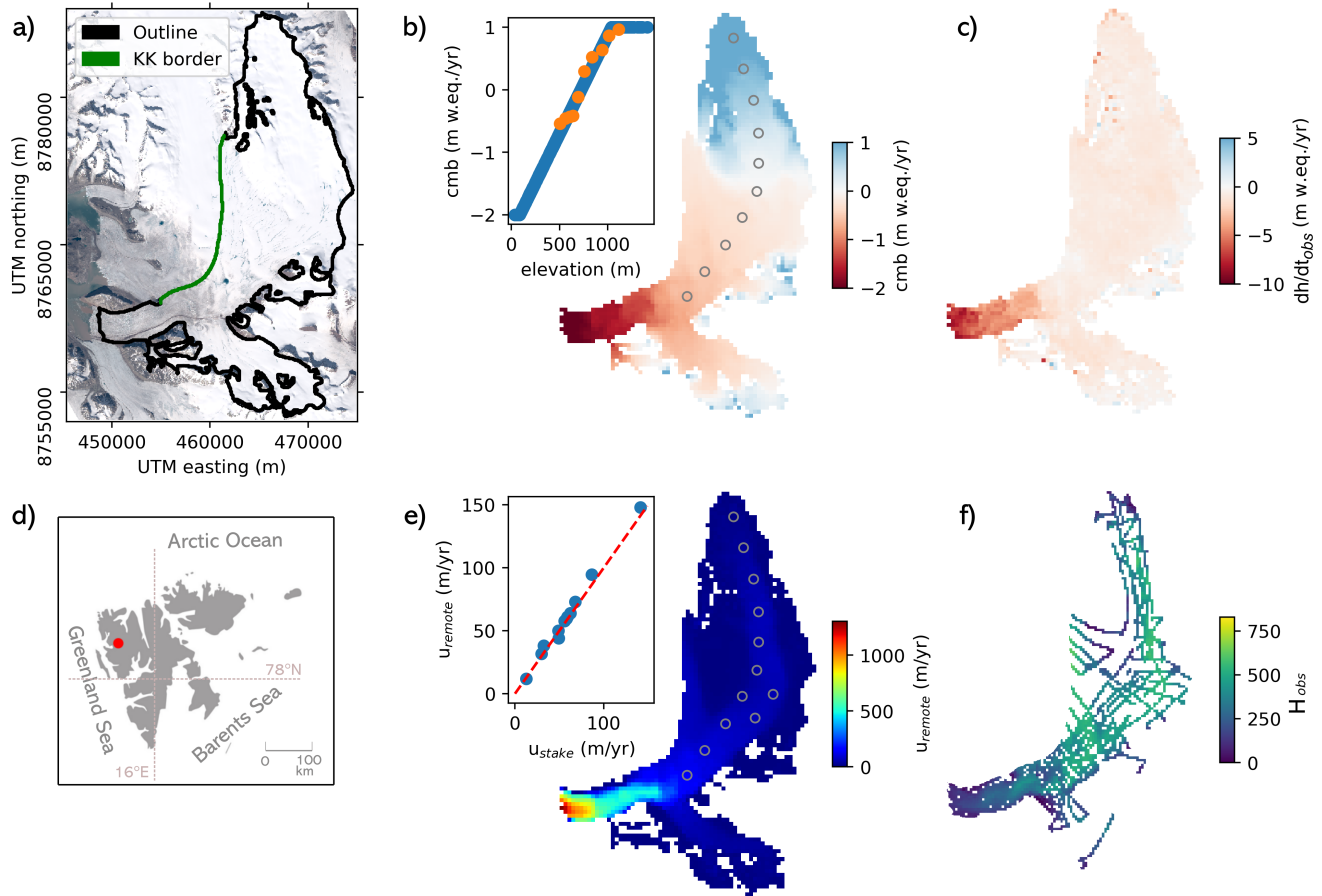 a)
Outline
KK border
UTM northing (m)
8780000
8765000
8755000
450000 460000 470000
UTM easting (m)
b)
cmb (m w.eq./yr)
1
0
−1
−2
0 500 1000
elevation (m)
1
0
−1
−2
cmb (m w.eq./yr)
c)
5
0
−5
−10
dh/dt_obs (m w.eq./yr)
d)
Arctic Ocean
Greenland Sea
Barents Sea
78°N
16°E
0 100
km
e)
u_remote (m/yr)
150
100
50
0
0 100
u_stake (m/yr)
1000
500
0
u_remote (m/yr)
f)
750
500
250
0
H_obs